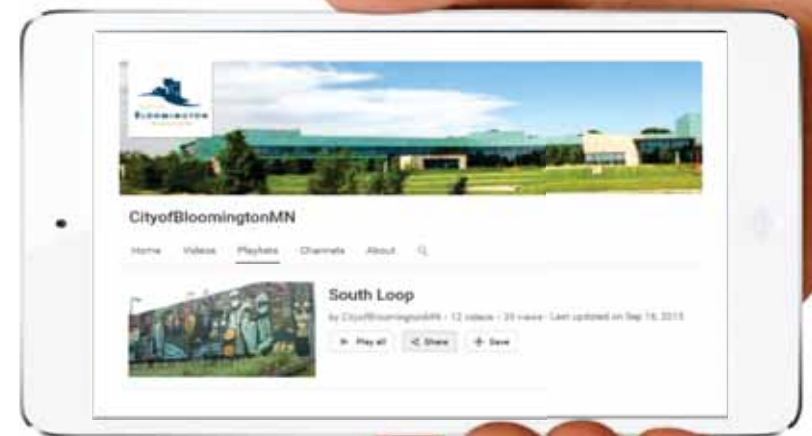 BLOOMINGTON
CityofBloomingtonMN
Home Videos Playlists Channels About
South Loop
by CityofBloomingtonMN · 12 videos · 39 views · Last updated on Sep 16, 2015
Play all Share Save